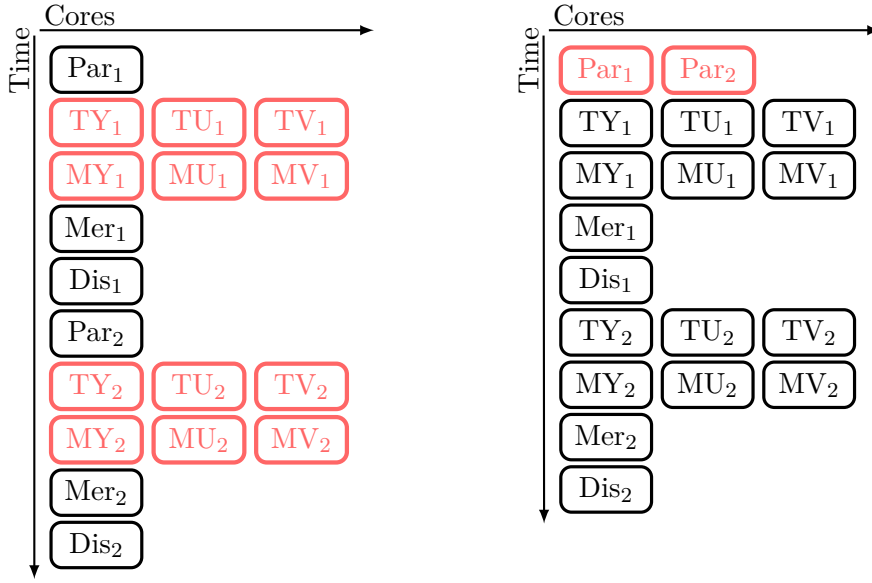 Cores
Time
Par₁
TY₁ TU₁ TV₁
MY₁ MU₁ MV₁
Mer₁
Dis₁
Par₂
TY₂ TU₂ TV₂
MY₂ MU₂ MV₂
Mer₂
Dis₂
Cores
Time
Par₁ Par₂
TY₁ TU₁ TV₁
MY₁ MU₁ MV₁
Mer₁
Dis₁
TY₂ TU₂ TV₂
MY₂ MU₂ MV₂
Mer₂
Dis₂